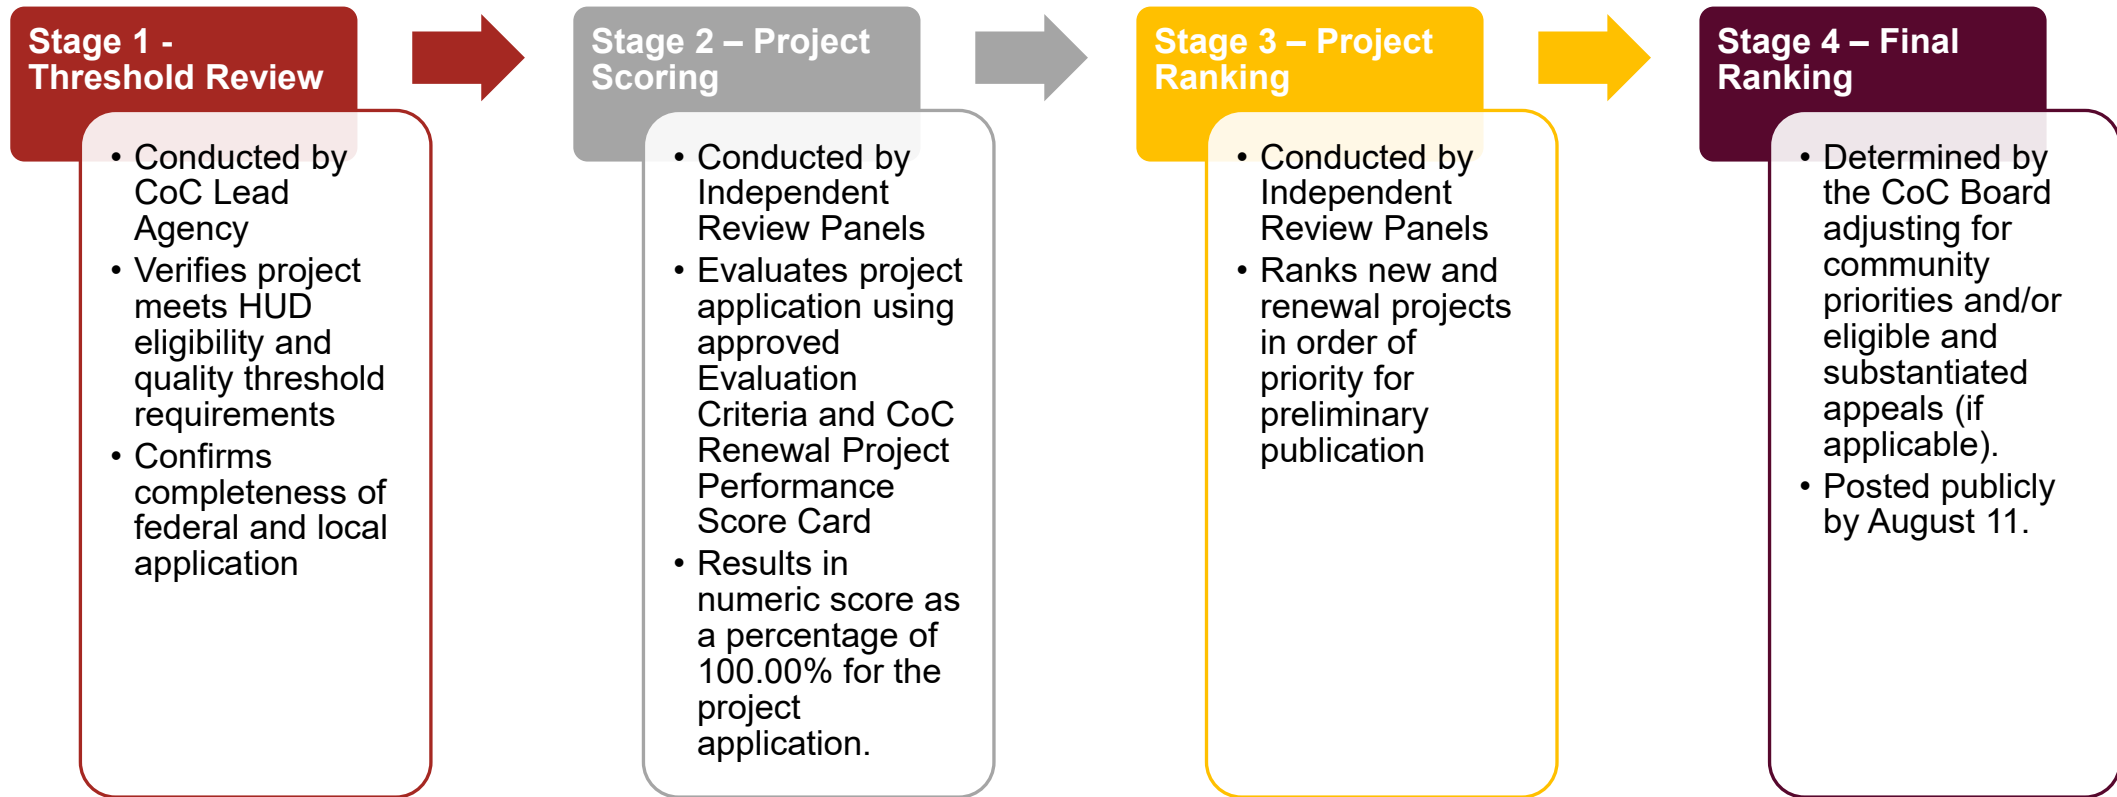 Stage 1 -
Threshold Review
• Conducted by
CoC Lead
Agency
• Verifies project
meets HUD
eligibility and
quality threshold
requirements
• Confirms
completeness of
federal and local
application
Stage 2 – Project
Scoring
• Conducted by
Independent
Review Panels
• Evaluates project
application using
approved
Evaluation
Criteria and CoC
Renewal Project
Performance
Score Card
• Results in
numeric score as
a percentage of
100.00% for the
project
application.
Stage 3 – Project
Ranking
• Conducted by
Independent
Review Panels
• Ranks new and
renewal projects
in order of
priority for
preliminary
publication
Stage 4 – Final
Ranking
• Determined by
the CoC Board
adjusting for
community
priorities and/or
eligible and
substantiated
appeals (if
applicable).
• Posted publicly
by August 11.